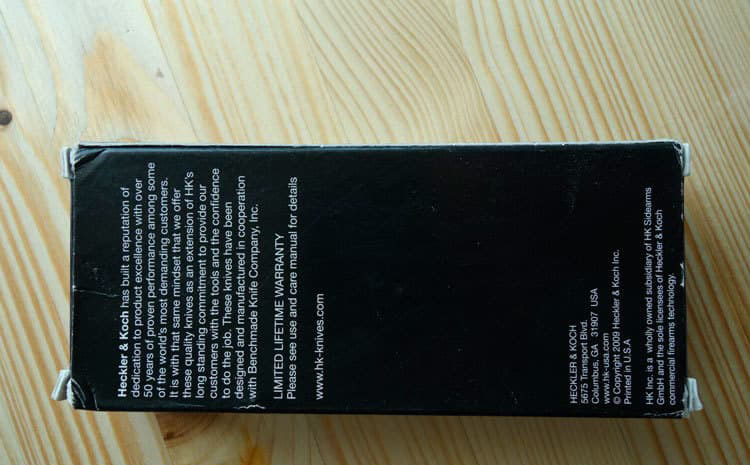 Heckler & Koch has built a reputation of
dedication to product excellence with over
50 years of proven performance among some
of the world's most demanding customers.
It is with that same mindset that we offer
these quality knives as an extension of HK's
long standing commitment to provide our
customers with the tools and the confidence
to do the job. These knives have been
designed and manufactured in cooperation
with Benchmade Knife Company, Inc.
LIMITED LIFETIME WARRANTY
Please see use and care manual for details
www.hk-knives.com
HECKLER & KOCH
5675 Transport Blvd.
Columbus, GA 31907 USA
www.hk-usa.com
© Copyright 2009 Heckler & Koch Inc.
Printed in U.S.A
HK Inc. is a wholly owned subsidiary of HK Sidearms
GmbH and the sole licensees of Heckler & Koch
commercial firearms technology.